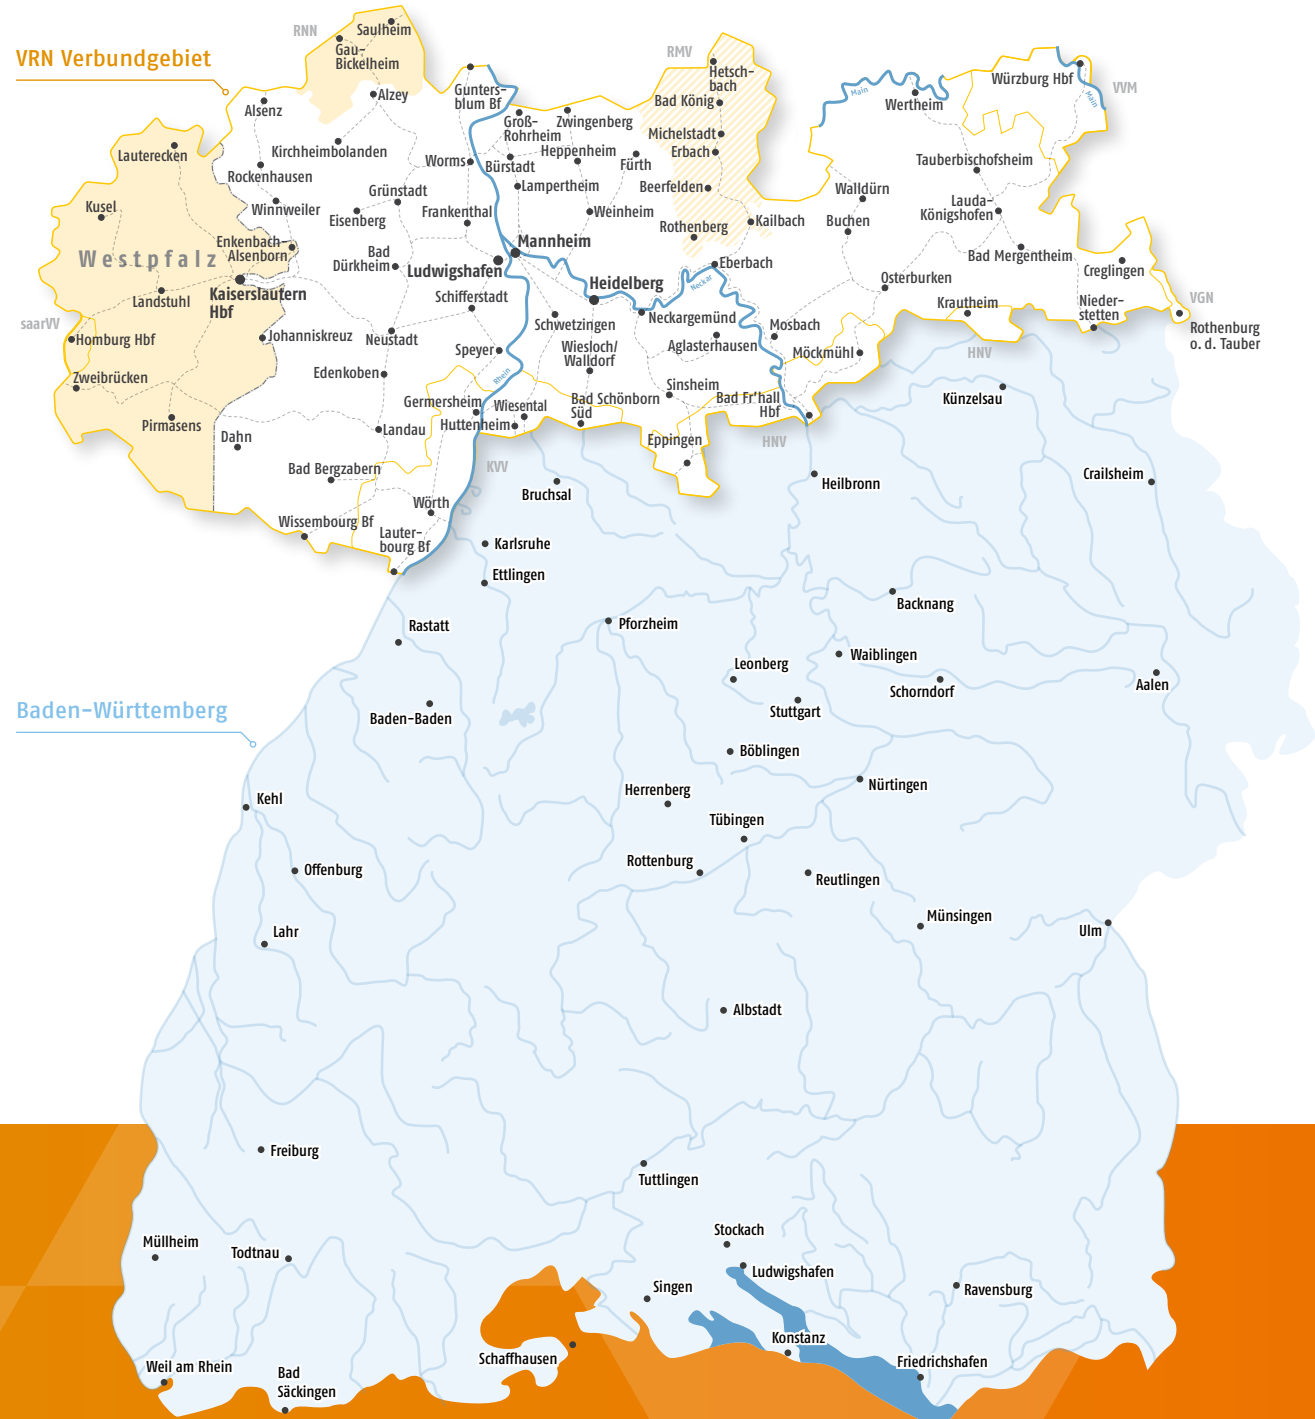 RNN
Saulheim
Gau-
Bickelheim
VRN Verbundgebiet
RMV
Hetsch-
bach
Würzburg Hbf
VVM
Main
Main
Wertheim
Alsenz
Alzey
Gunters-
blum Bf
Bad König
Groß-
Rohrheim
Zwingenberg
Michelstadt
Erbach
Lauterecken
Kirchheimbolanden
Worms
Bürstadt
Heppenheim
Fürth
Tauberbischofsheim
Rockenhausen
Grünstadt
Lampertheim
Beerfelden
Walldürn
Kusel
Winnweiler
Eisenberg
Frankenthal
Weinheim
Rothenberg
Kailbach
Buchen
Lauda-
Königshofen
Enkenbach-
Alsenborn
Westpfalz
Bad
Dürkheim
Mannheim
Ludwigshafen
Eberbach
Bad Mergentheim
Creglingen
Landstuhl
Kaiserslautern
Hbf
Schifferstadt
Heidelberg
Neckar
Osterburken
Krautheim
Nieder-
stetten
VGN
Rothenburg
o. d. Tauber
saarVV
Homburg Hbf
Johanniskreuz
Neustadt
Schwetzingen
Neckargemünd
Mosbach
Speyer
Wiesloch/
Walldorf
Aglasterhausen
Möckmühl
HNV
Zweibrücken
Edenkoben
Rhein
Sinsheim
Künzelsau
Pirmasens
Germersheim
Wiesental
Bad Schönborn
Süd
Bad Fr'hall
Hbf
Dahn
Landau
Huttenheim
Eppingen
HNV
Bad Bergzabern
KVV
Bruchsal
Heilbronn
Crailsheim
Wörth
Wissembourg Bf
Lauter-
bourg Bf
Karlsruhe
Ettlingen
Backnang
Rastatt
Pforzheim
Waiblingen
Leonberg
Schorndorf
Aalen
Baden-Württemberg
Baden-Baden
Stuttgart
Böblingen
Nürtingen
Kehl
Herrenberg
Tübingen
Offenburg
Rottenburg
Reutlingen
Münsingen
Lahr
Ulm
Albstadt
Freiburg
Tuttlingen
Müllheim
Todtnau
Stockach
Ludwigshafen
Singen
Ravensburg
Konstanz
Weil am Rhein
Schaffhausen
Friedrichshafen
Bad
Säckingen